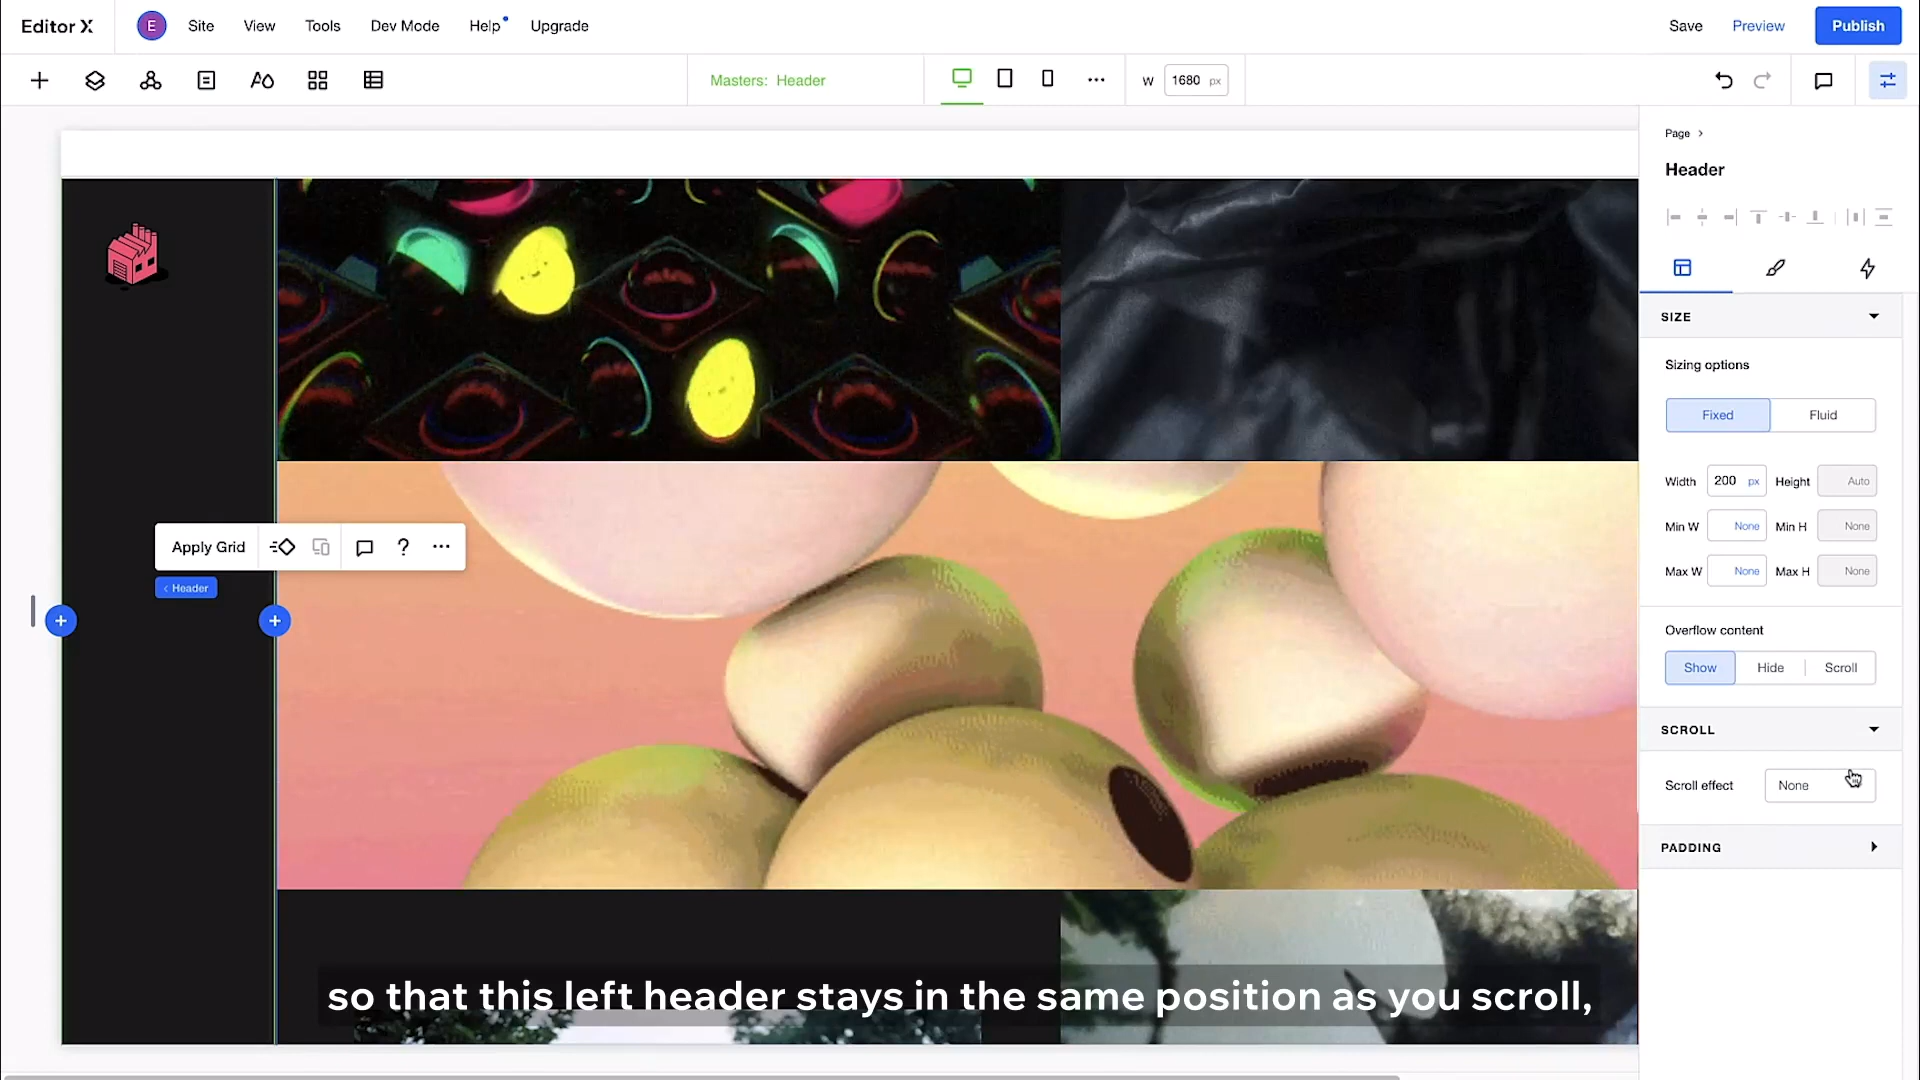 Editor X
E
Site
View
Tools
Dev Mode
Help
Upgrade
Save
Preview
Publish
Masters: Header
W 1680 px
Page >
Header
SIZE
Sizing options
Fixed
Fluid
Width 200 px Height Auto
Min W None Min H None
Max W None Max H None
Overflow content
Show
Hide
Scroll
SCROLL
Scroll effect None
PADDING
Apply Grid
?
< Header
so that this left header stays in the same position as you scroll,